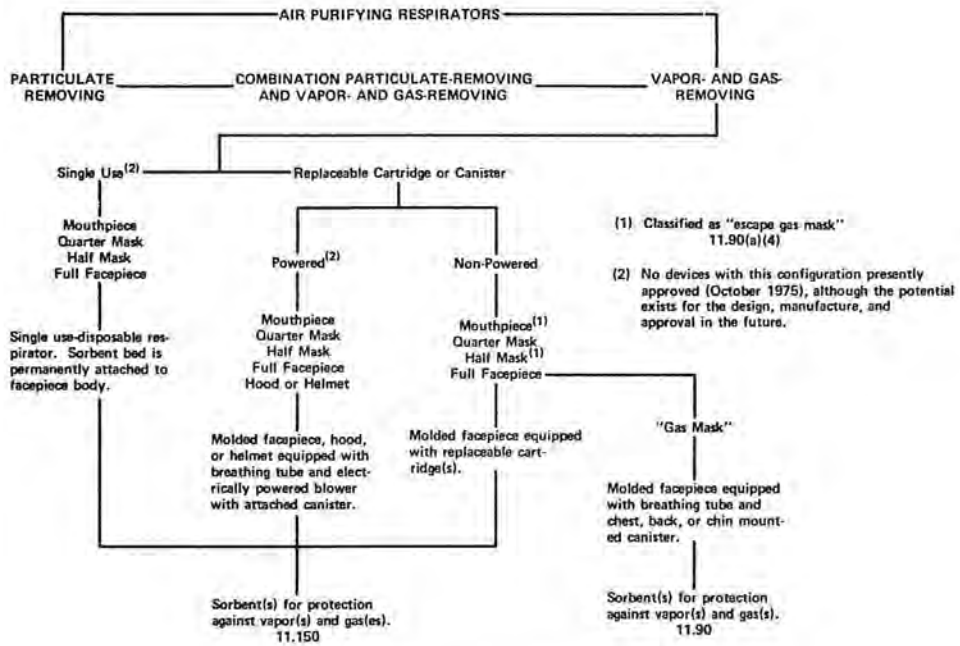 AIR PURIFYING RESPIRATORS
PARTICULATE
REMOVING
COMBINATION PARTICULATE-REMOVING
AND VAPOR- AND GAS-REMOVING
VAPOR- AND GAS-
REMOVING
Single Use(2)
Replaceable Cartridge or Canister
Mouthpiece
Quarter Mask
Half Mask
Full Facepiece
Powered(2)
Non-Powered
(1) Classified as "escape gas mask"
11.90(a)(4)
(2) No devices with this configuration presently
approved (October 1975), although the potential
exists for the design, manufacture, and
approval in the future.
Single use-disposable res-
pirator. Sorbent bed is
permanently attached to
facepiece body.
Mouthpiece
Quarter Mask
Half Mask
Full Facepiece
Hood or Helmet
Mouthpiece(1)
Quarter Mask
Half Mask(1)
Full Facepiece
Molded facepiece, hood,
or helmet equipped with
breathing tube and elect-
rically powered blower
with attached canister.
Molded facepiece equipped
with replaceable cart-
ridge(s).
"Gas Mask"
Molded facepiece equipped
with breathing tube and
chest, back, or chin mount-
ed canister.
Sorbent(s) for protection
against vapor(s) and gas(es).
11.150
Sorbent(s) for protection
against vapor(s) and gas(s).
11.90